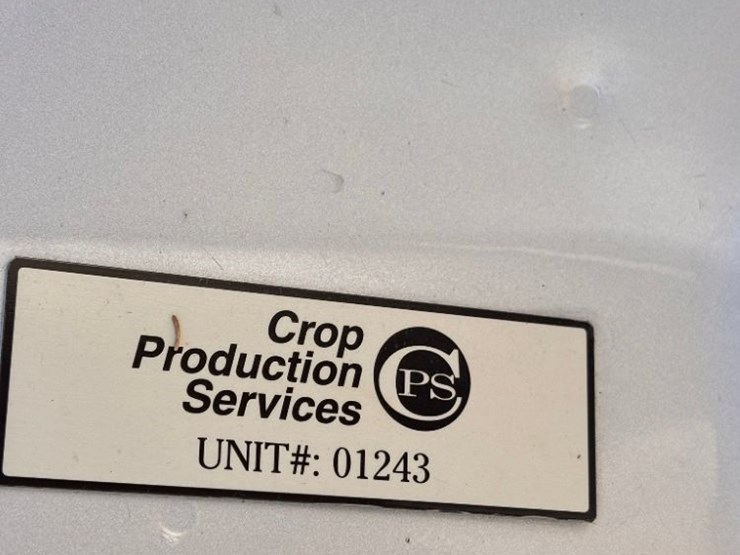 Crop
Production
Services
CPS
UNIT#: 01243